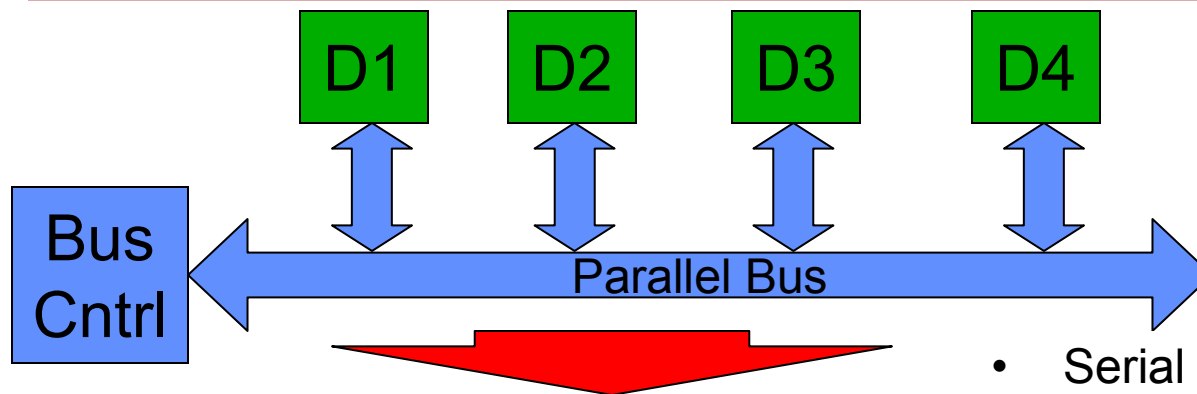 D1 D2 D3 D4
Bus
Cntrl
Parallel Bus
• Serial